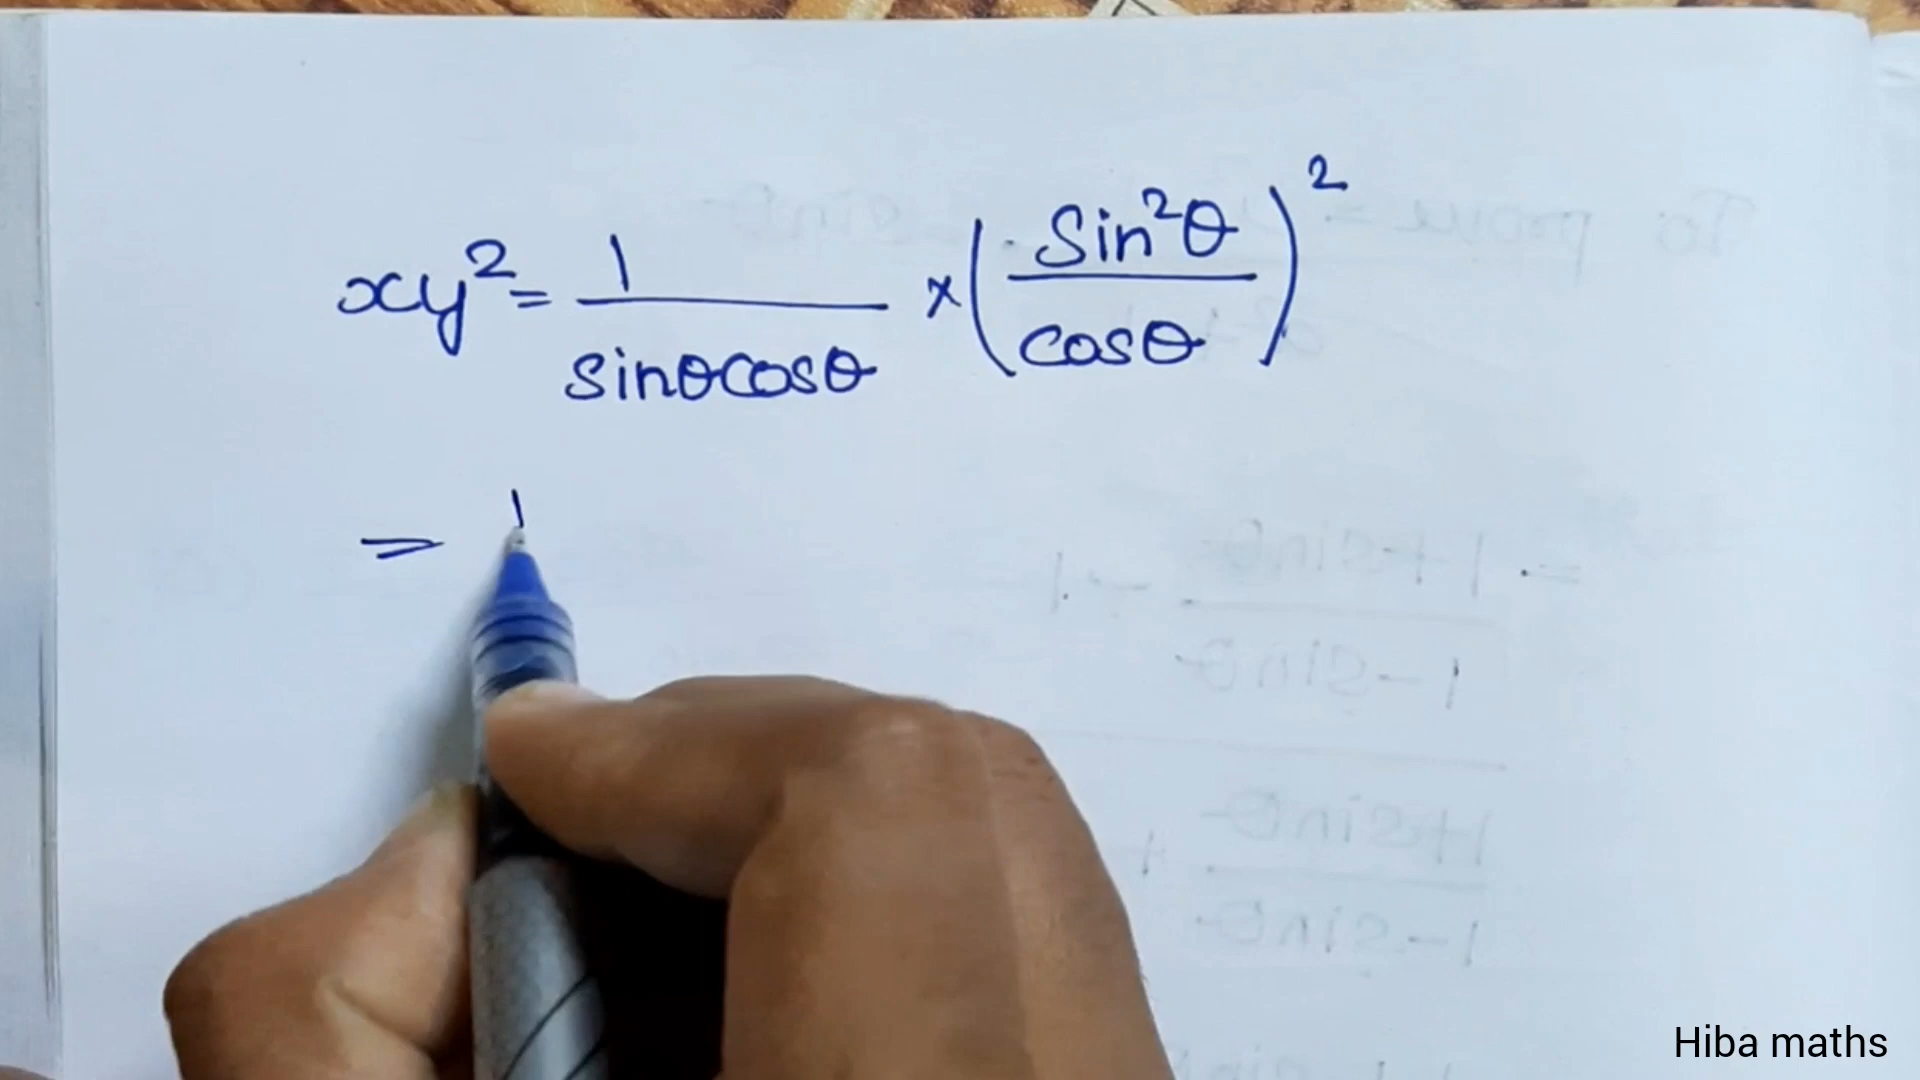 xy² = 1/sinθcosθ × (sin²θ/cosθ)²
= 1
Hiba maths